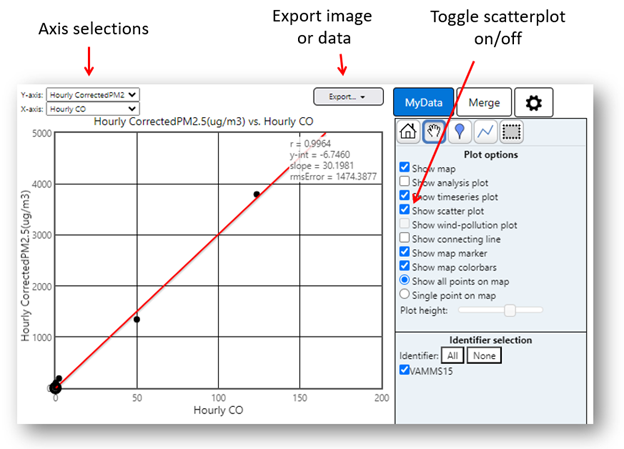 Axis selections
Export image
or data
Toggle scatterplot
on/off
Y-axis: Hourly CorrectedPM2
X-axis: Hourly CO
Export...
MyData
Merge
Hourly CorrectedPM2.5(ug/m3) vs. Hourly CO
r = 0.9964
y-int = -6.7460
slope = 30.1981
rmsError = 1474.3877
5000
4000
3000
2000
1000
0
Hourly CorrectedPM2.5(ug/m3)
0
50
100
150
200
Hourly CO
Plot options
Show map
Show analysis plot
Show timeseries plot
Show scatter plot
Show wind-pollution plot
Show connecting line
Show map marker
Show map colorbars
Show all points on map
Single point on map
Plot height:
Identifier selection
Identifier: All None
VAMMS15